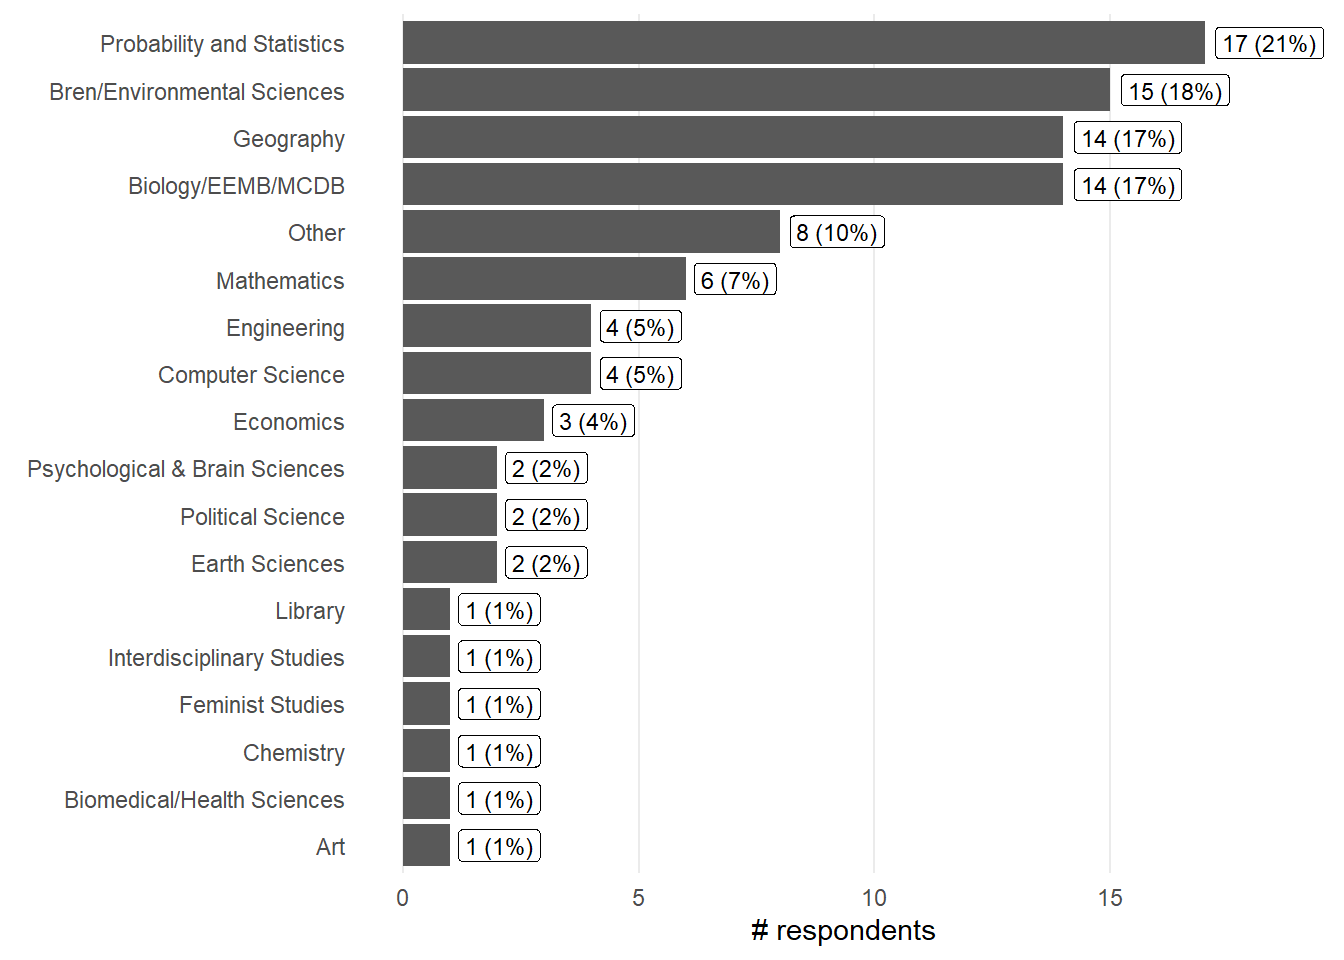 Probability and Statistics 17 (21%)
Bren/Environmental Sciences 15 (18%)
Geography 14 (17%)
Biology/EEMB/MCDB 14 (17%)
Other 8 (10%)
Mathematics 6 (7%)
Engineering 4 (5%)
Computer Science 4 (5%)
Economics 3 (4%)
Psychological & Brain Sciences 2 (2%)
Political Science 2 (2%)
Earth Sciences 2 (2%)
Library 1 (1%)
Interdisciplinary Studies 1 (1%)
Feminist Studies 1 (1%)
Chemistry 1 (1%)
Biomedical/Health Sciences 1 (1%)
Art 1 (1%)
0 5 10 15
# respondents